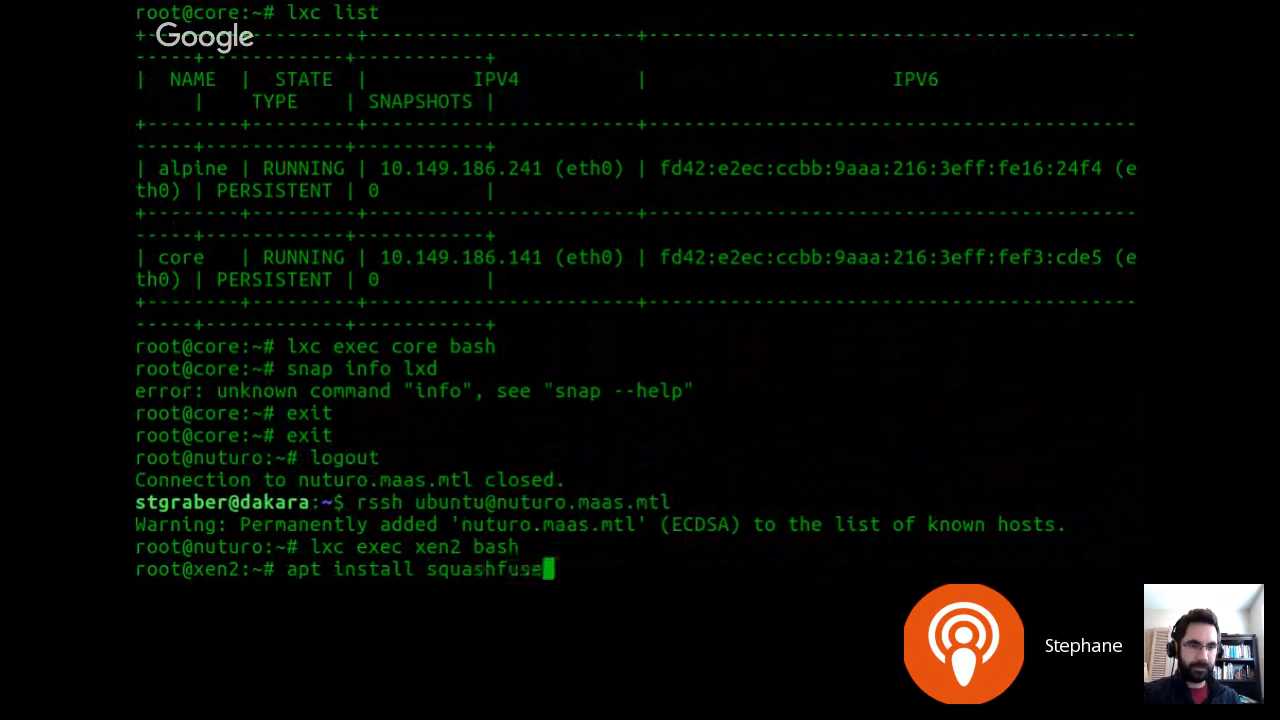 root@core:~# lxc list
Google
+---------+-----------+-----------------------+------------------------------------------
-----+------------+-----------+
|  NAME  |  STATE  |         IPV4          |                     IPV6
     |    TYPE    | SNAPSHOTS |
+--------+---------+-----------------------+------------------------------------------
-----+------------+-----------+
| alpine | RUNNING | 10.149.186.241 (eth0) | fd42:e2ec:ccbb:9aaa:216:3eff:fe16:24f4 (e
th0) | PERSISTENT | 0         |
+--------+---------+-----------------------+------------------------------------------
-----+------------+-----------+
| core   | RUNNING | 10.149.186.141 (eth0) | fd42:e2ec:ccbb:9aaa:216:3eff:fef3:cde5 (e
th0) | PERSISTENT | 0         |
+--------+---------+-----------------------+------------------------------------------
-----+------------+-----------+
root@core:~# lxc exec core bash
root@core:~# snap info lxd
error: unknown command "info", see "snap --help"
root@core:~# exit
root@core:~# exit
root@nuturo:~# logout
Connection to nuturo.maas.mtl closed.
stgraber@dakara:~$ rssh ubuntu@nuturo.maas.mtl
Warning: Permanently added 'nuturo.maas.mtl' (ECDSA) to the list of known hosts.
root@nuturo:~# lxc exec xen2 bash
root@xen2:~# apt install squashfuse
Stephane